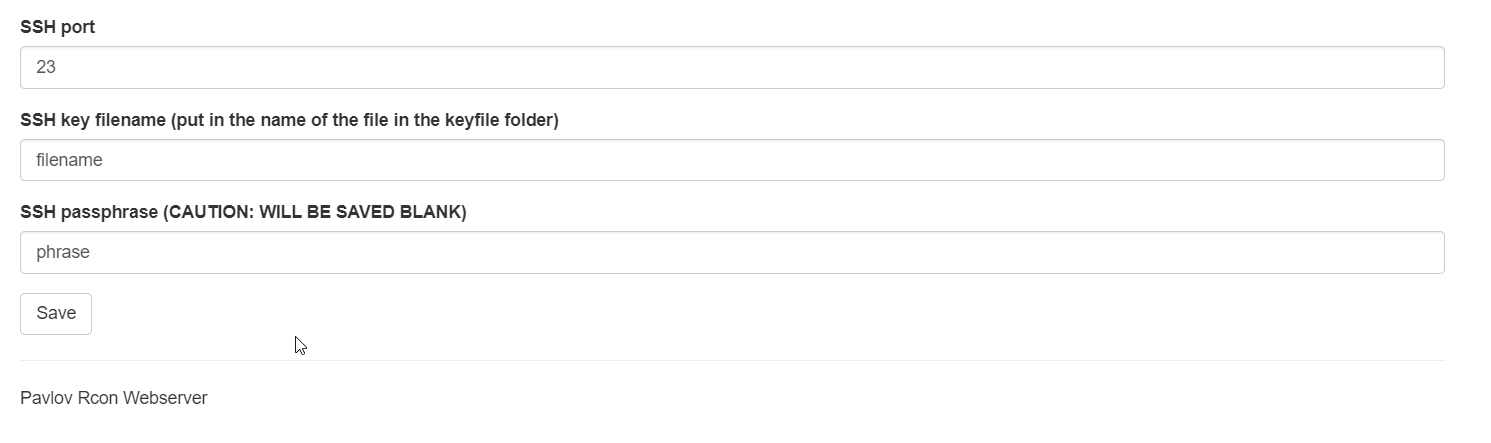 SSH port
23
SSH key filename (put in the name of the file in the keyfile folder)
filename
SSH passphrase (CAUTION: WILL BE SAVED BLANK)
phrase
Save
Pavlov Rcon Webserver